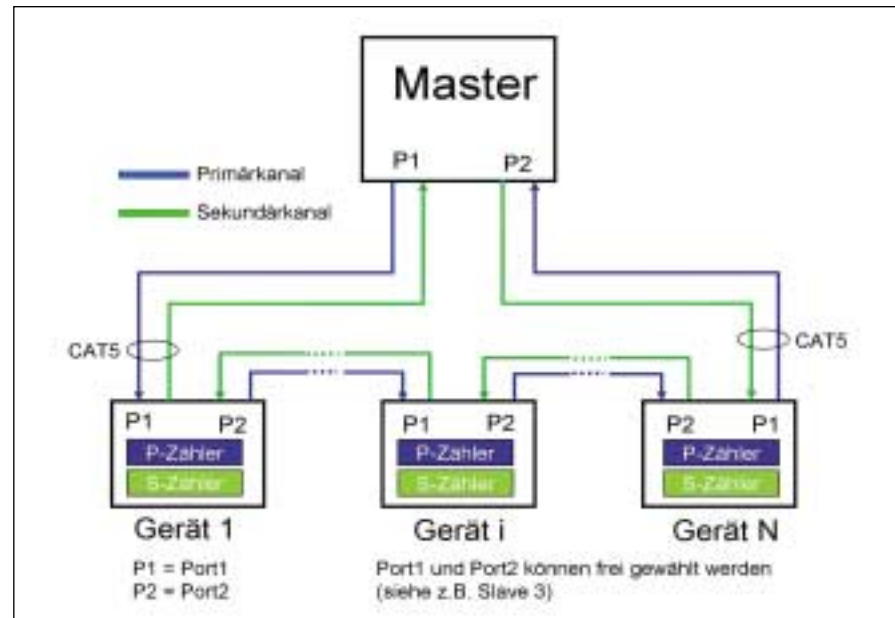 Master
P1
P2
Primärkanal
Sekundärkanal
CAT5
CAT5
P1 P2
P1 P2
P2 P1
P-Zähler
P-Zähler
P-Zähler
S-Zähler
S-Zähler
S-Zähler
Gerät 1
Gerät i
Gerät N
P1 = Port1
P2 = Port2
Port1 und Port2 können frei gewählt werden
(siehe z.B. Slave 3)